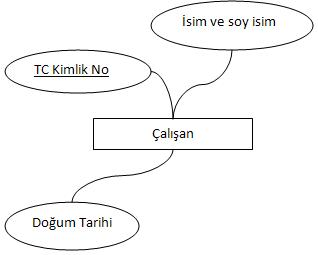 İsim ve soy isim
TC Kimlik No
Çalışan
Doğum Tarihi